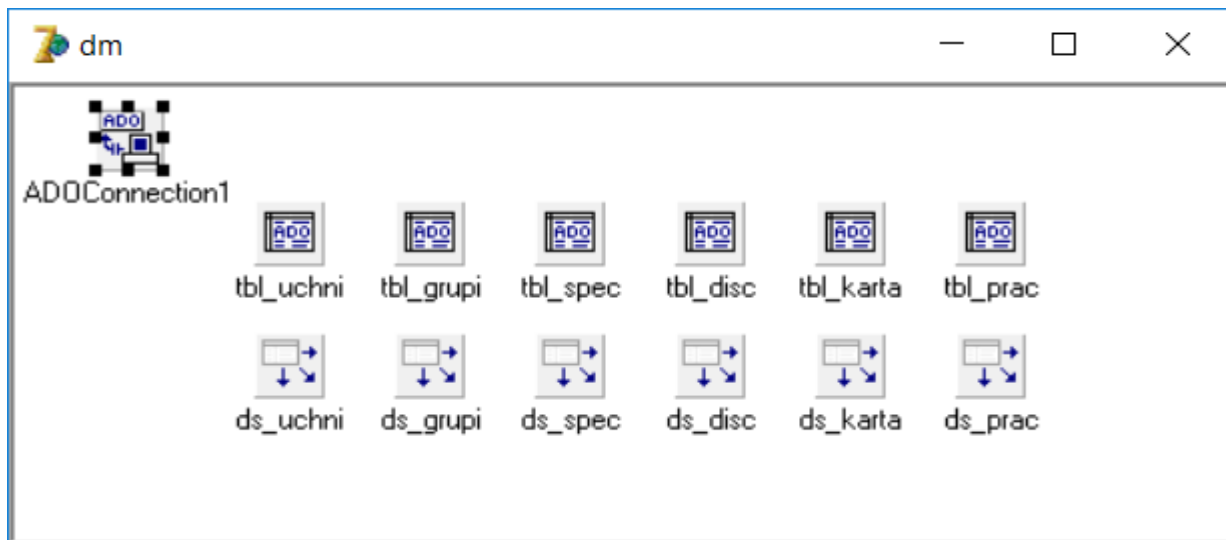 dm
ADO
ADOConnection1
ADO ADO ADO ADO ADO ADO
tbl_uchni tbl_grupi tbl_spec tbl_disc tbl_karta tbl_prac
ds_uchni ds_grupi ds_spec ds_disc ds_karta ds_prac